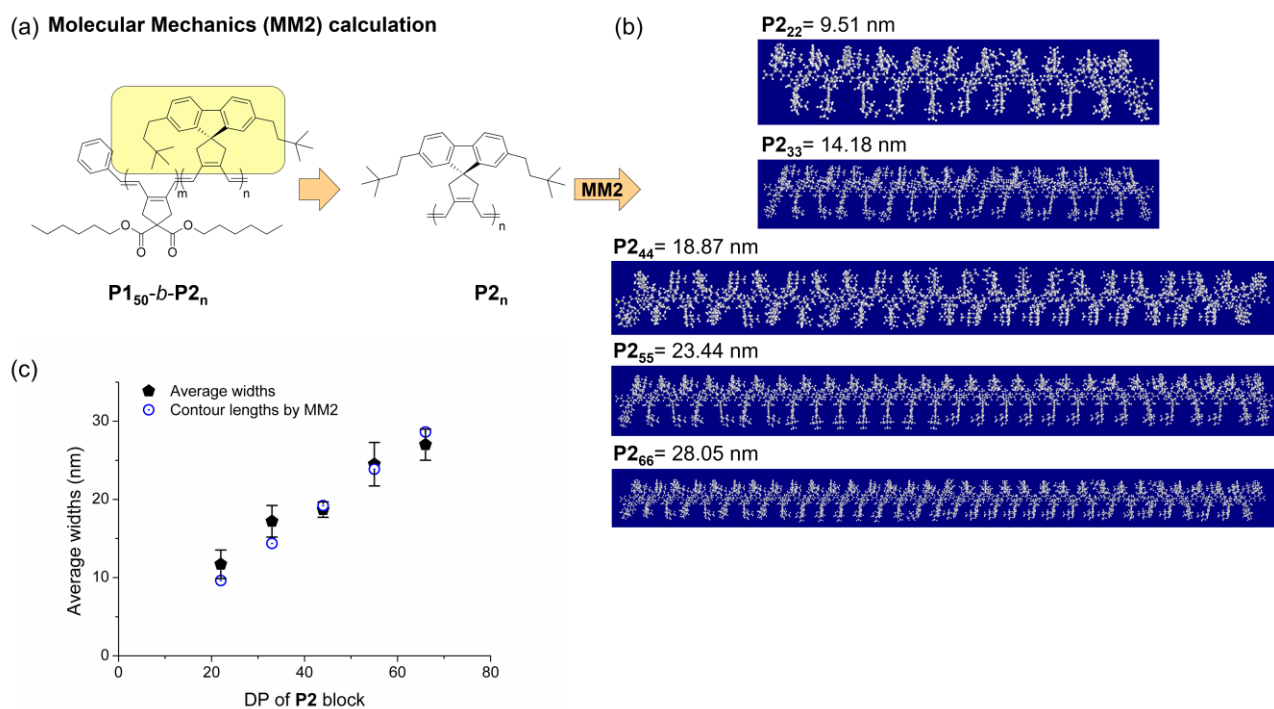 (a) Molecular Mechanics (MM2) calculation
m
n
O
O
O
O
P1₅₀-b-P2ₙ
n
P2ₙ
MM2
(b)
P2₂₂= 9.51 nm
P2₃₃= 14.18 nm
P2₄₄= 18.87 nm
P2₅₅= 23.44 nm
P2₆₆= 28.05 nm
(c)
Average widths
Contour lengths by MM2
Average widths (nm)
30
20
10
0
0 20 40 60 80
DP of P2 block